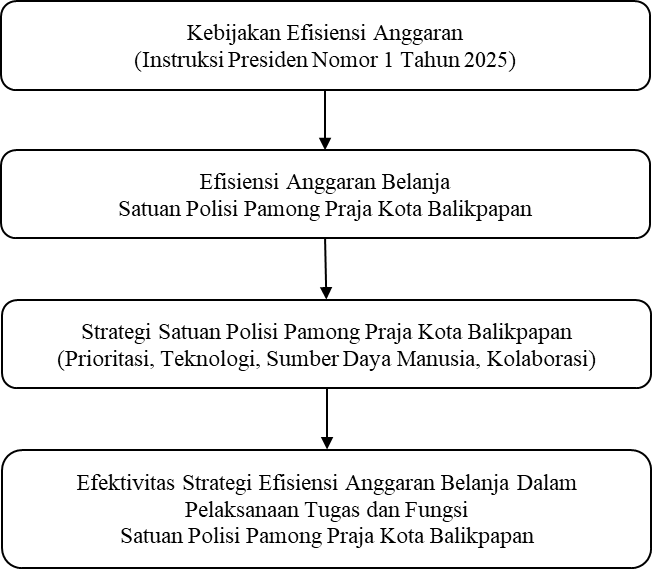 Kebijakan Efisiensi Anggaran
(Instruksi Presiden Nomor 1 Tahun 2025)
Efisiensi Anggaran Belanja
Satuan Polisi Pamong Praja Kota Balikpapan
Strategi Satuan Polisi Pamong Praja Kota Balikpapan
(Prioritasi, Teknologi, Sumber Daya Manusia, Kolaborasi)
Efektivitas Strategi Efisiensi Anggaran Belanja Dalam
Pelaksanaan Tugas dan Fungsi
Satuan Polisi Pamong Praja Kota Balikpapan